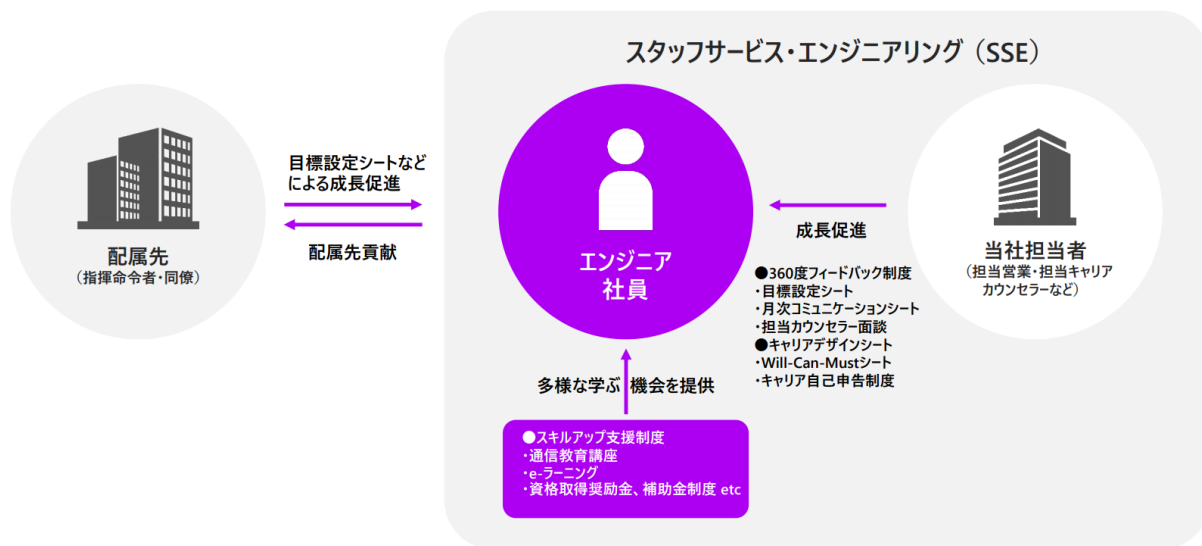 スタッフサービス・エンジニアリング（SSE）
目標設定シートなど
による成長促進
配属先貢献
配属先
（指揮命令者・同僚）
エンジニア
社員
成長促進
当社担当者
（担当営業・担当キャリア
カウンセラーなど）
●360度フィードバック制度
・目標設定シート
・月次コミュニケーションシート
・担当カウンセラー面談
●キャリアデザインシート
・Will-Can-Mustシート
・キャリア自己申告制度
多様な学ぶ 機会を提供
●スキルアップ支援制度
・通信教育講座
・e-ラーニング
・資格取得奨励金、補助金制度 etc